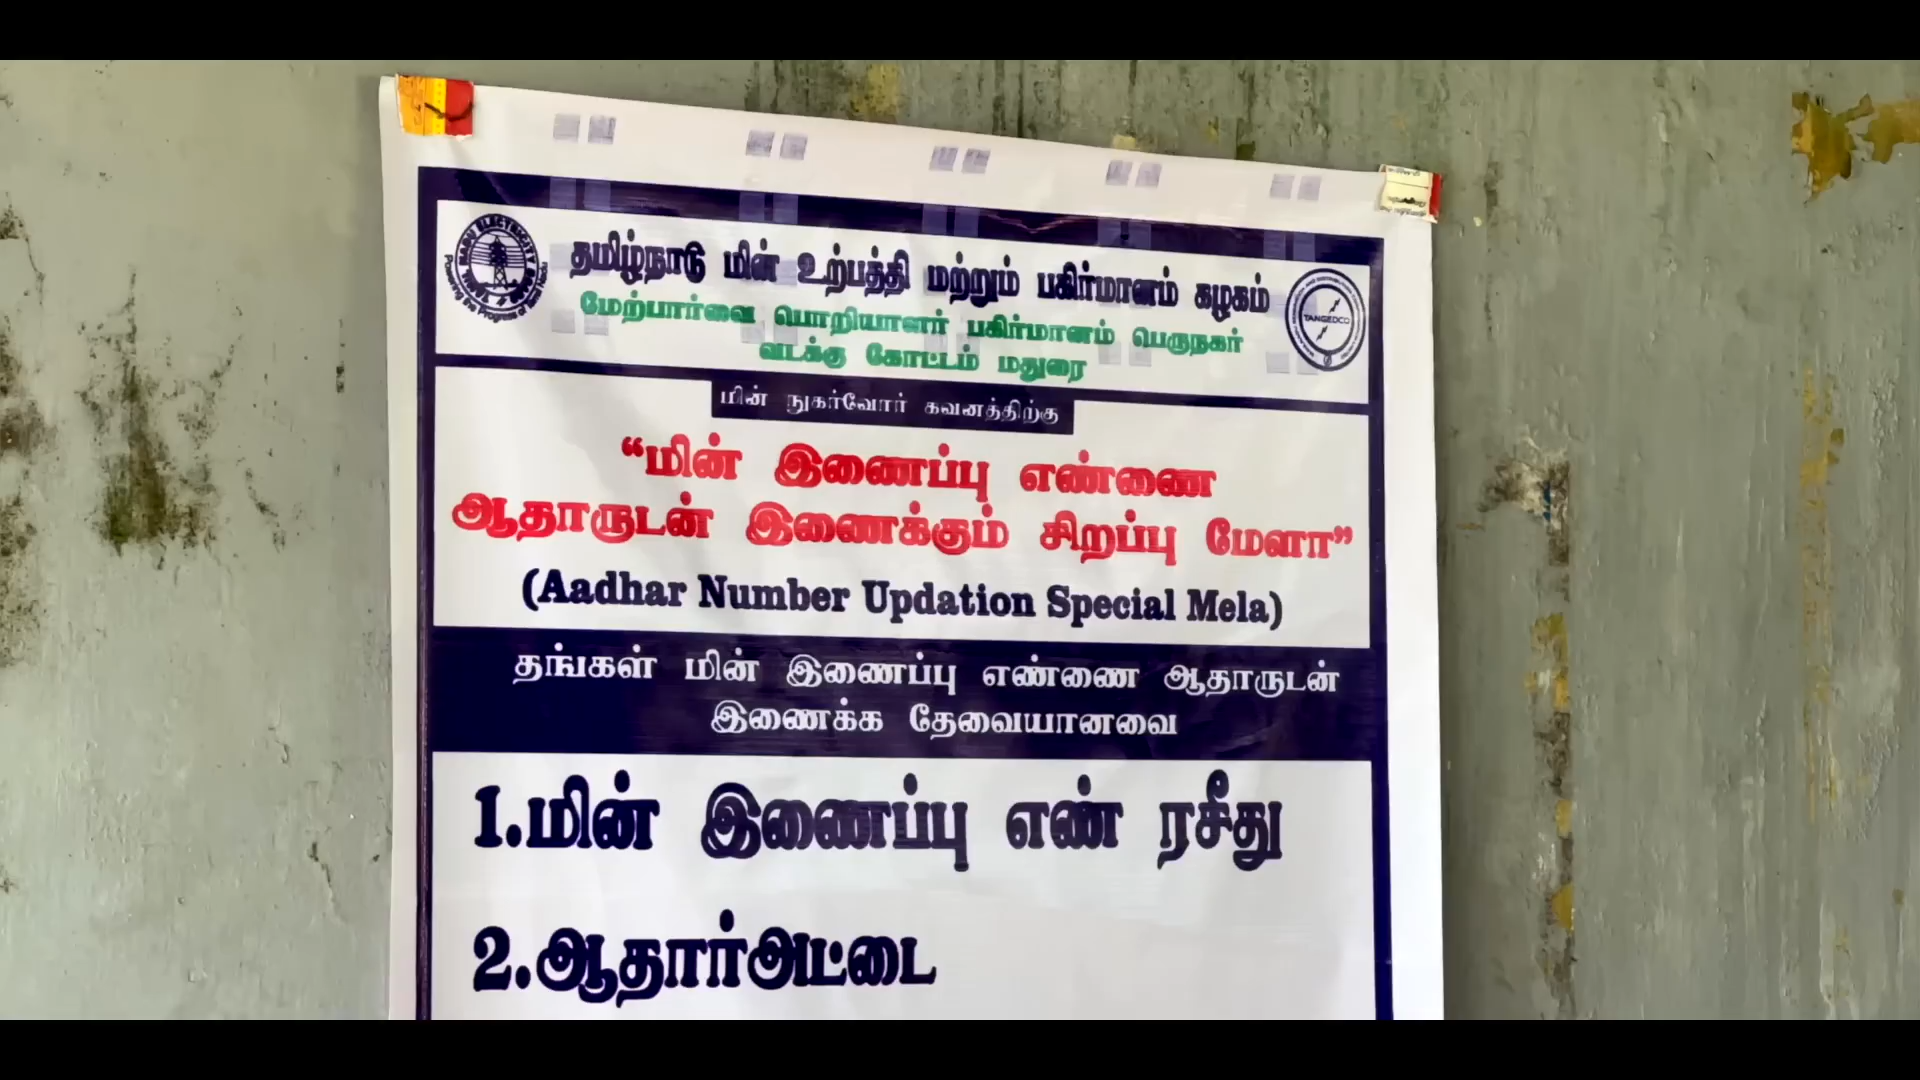 தமிழ்நாடு மின் உற்பத்தி மற்றும் பகிர்மானம் கழகம்
மேற்பார்வை பொறியாளர் பகிர்மானம் பெருநகர்
வடக்கு கோட்டம் மதுரை
மின் நுகர்வோர் கவனத்திற்கு
“மின் இணைப்பு எண்ணை
ஆதாருடன் இணைக்கும் சிறப்பு மேளா”
(Aadhar Number Updation Special Mela)
தங்கள் மின் இணைப்பு எண்ணை ஆதாருடன்
இணைக்க தேவையானவை
1.மின் இணைப்பு எண் ரசீது
2.ஆதார்அட்டை
TANGEDCO